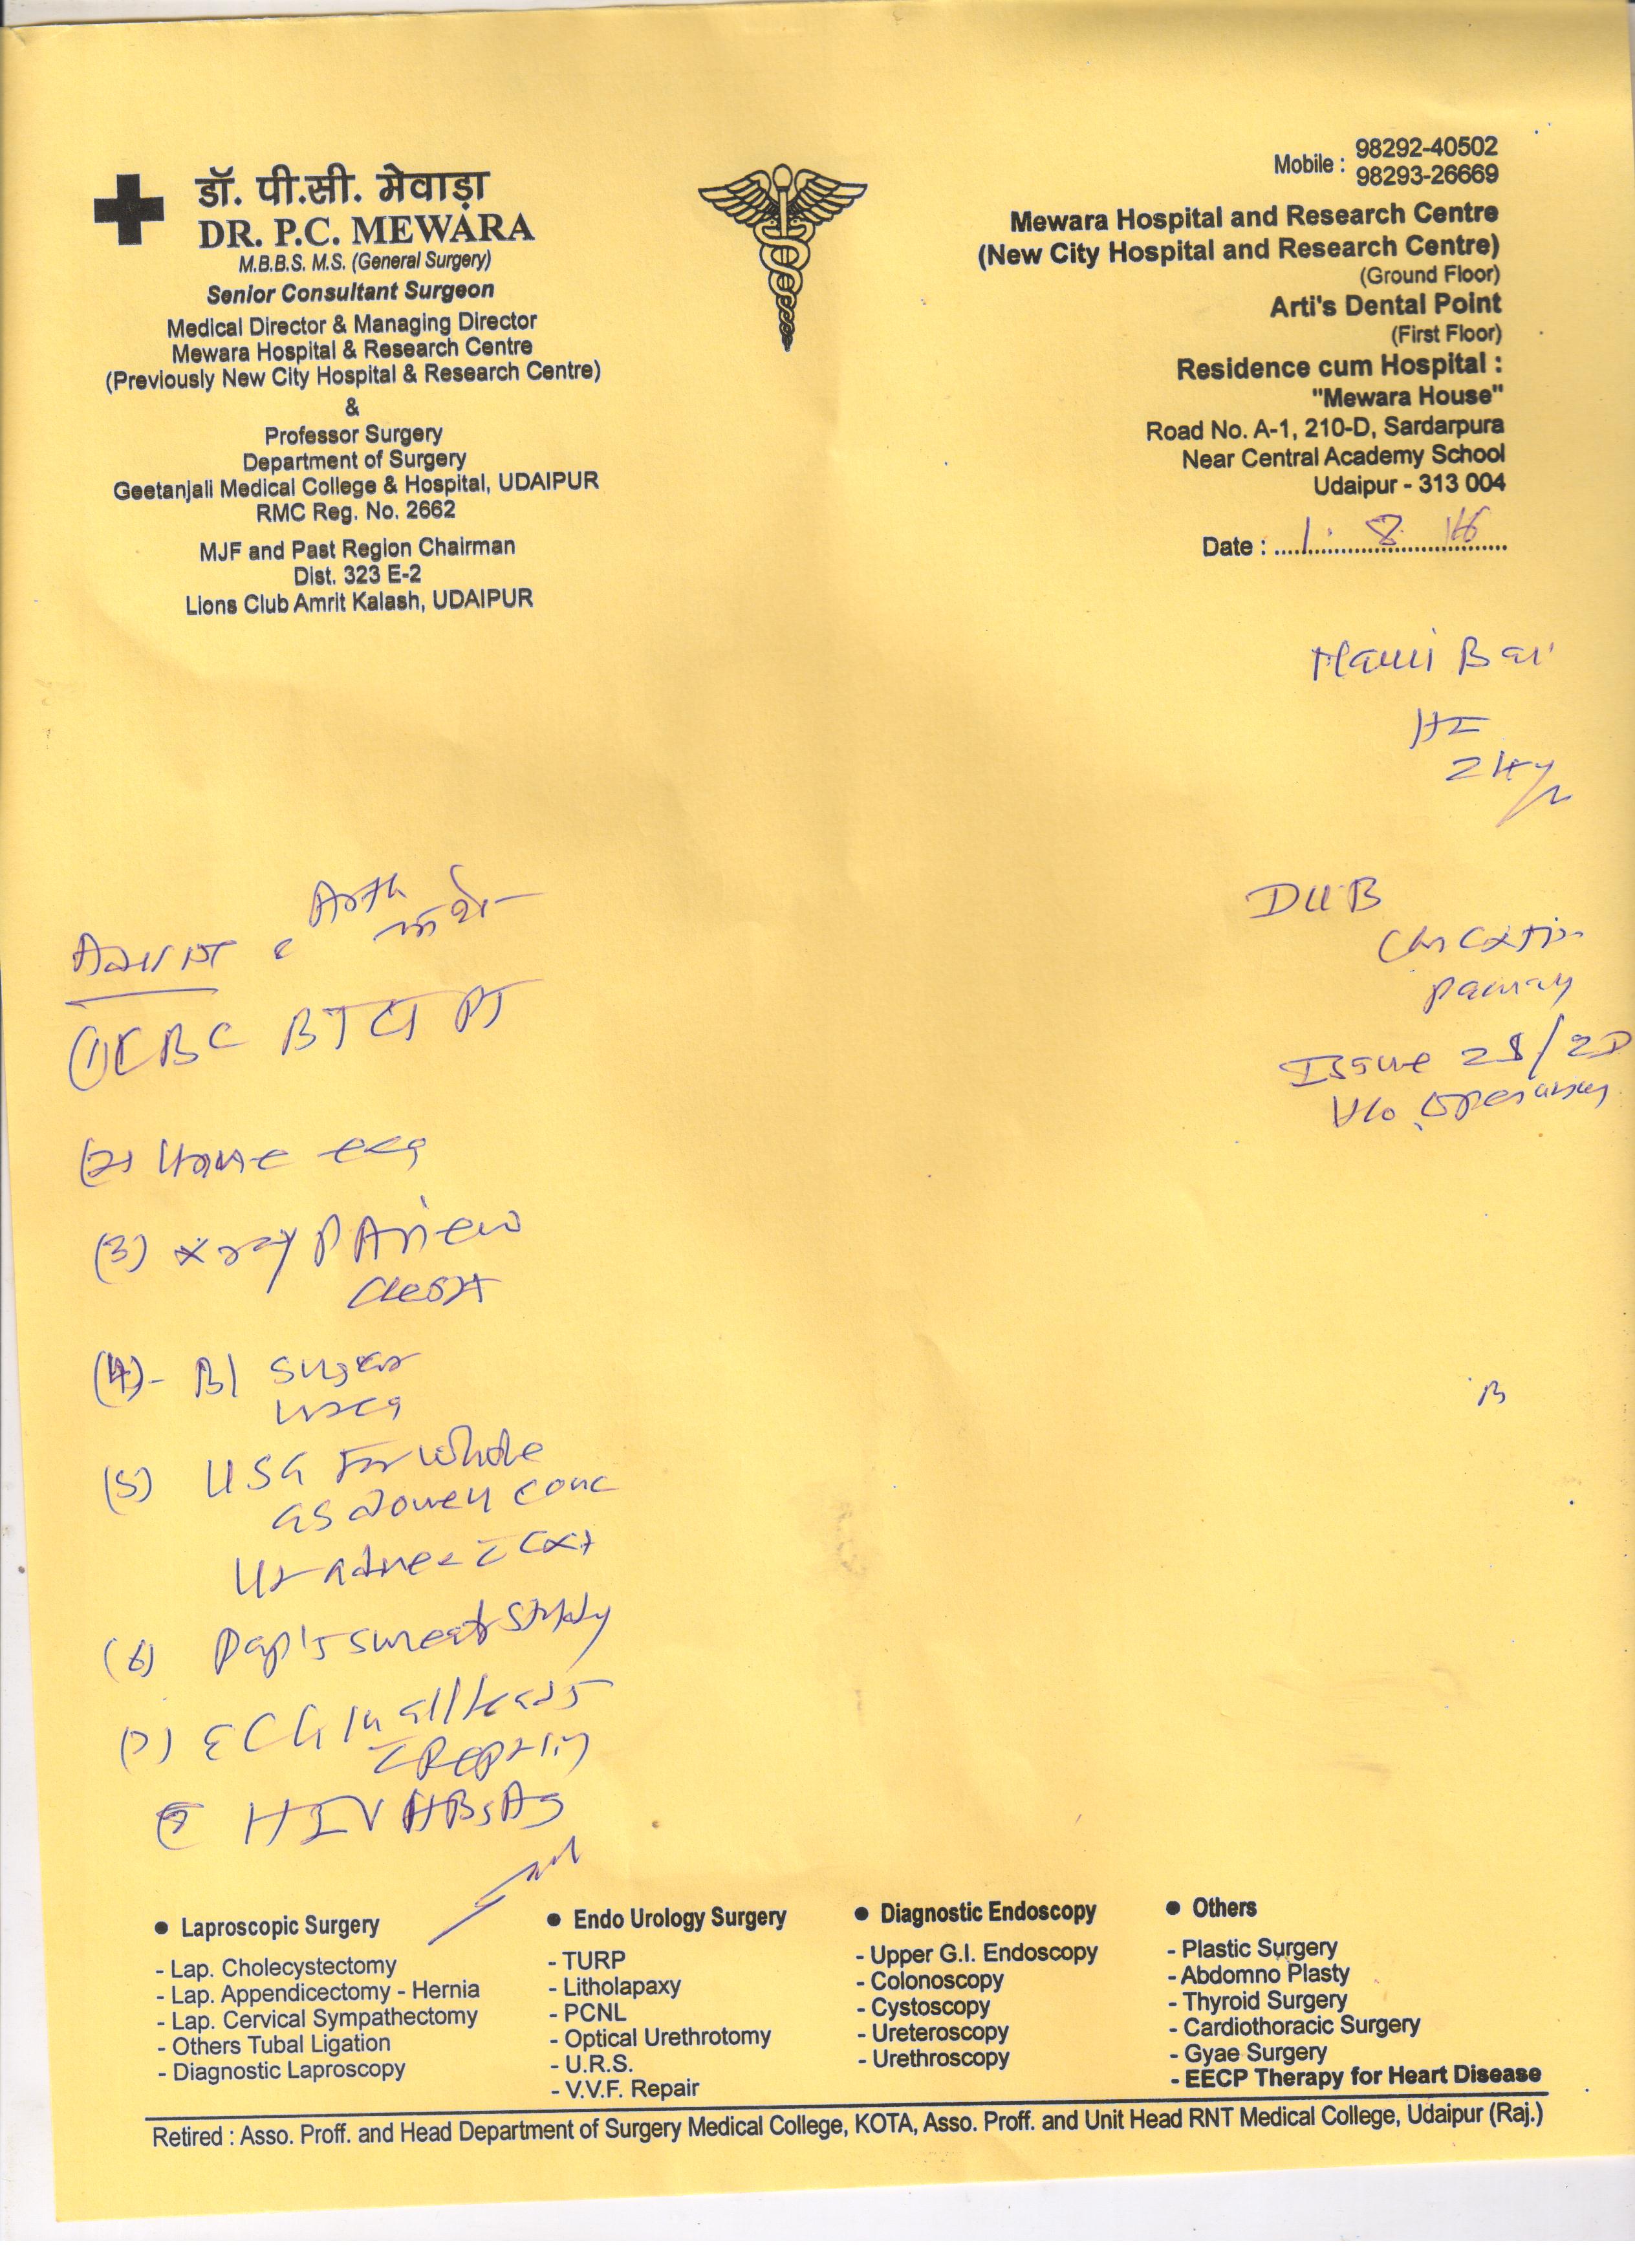 डॉ. पी.सी. मेवाड़ा
DR. P.C. MEWARA
M.B.B.S. M.S. (General Surgery)
Senior Consultant Surgeon
Medical Director & Managing Director
Mewara Hospital & Research Centre
(Previously New City Hospital & Research Centre)
&
Professor Surgery
Department of Surgery
Geetanjali Medical College & Hospital, UDAIPUR
RMC Reg. No. 2662
MJF and Past Region Chairman
Dist. 323 E-2
Lions Club Amrit Kalash, UDAIPUR
Mobile : 98292-40502
98293-26669
Mewara Hospital and Research Centre
(New City Hospital and Research Centre)
(Ground Floor)
Arti's Dental Point
(First Floor)
Residence cum Hospital :
"Mewara House"
Road No. A-1, 210-D, Sardarpura
Near Central Academy School
Udaipur - 313 004
Date : 1. 8 16
Bai
DUB
Issue 2S/2D
(1) CBC BT CT PT
(2) ecg
(3) X ray PA view
Chest
(4)- Bl Sugar
urea
(5) USG For whole
(6) Pap's smear study
(7) ECG in all leads
HIV HBsAg
• Laproscopic Surgery
- Lap. Cholecystectomy
- Lap. Appendicectomy - Hernia
- Lap. Cervical Sympathectomy
- Others Tubal Ligation
- Diagnostic Laproscopy
• Endo Urology Surgery
- TURP
- Litholapaxy
- PCNL
- Optical Urethrotomy
- U.R.S.
- V.V.F. Repair
• Diagnostic Endoscopy
- Upper G.I. Endoscopy
- Colonoscopy
- Cystoscopy
- Ureteroscopy
- Urethroscopy
• Others
- Plastic Surgery
- Abdomno Plasty
- Thyroid Surgery
- Cardiothoracic Surgery
- Gyae Surgery
- EECP Therapy for Heart Disease
Retired : Asso. Proff. and Head Department of Surgery Medical College, KOTA, Asso. Proff. and Unit Head RNT Medical College, Udaipur (Raj.)